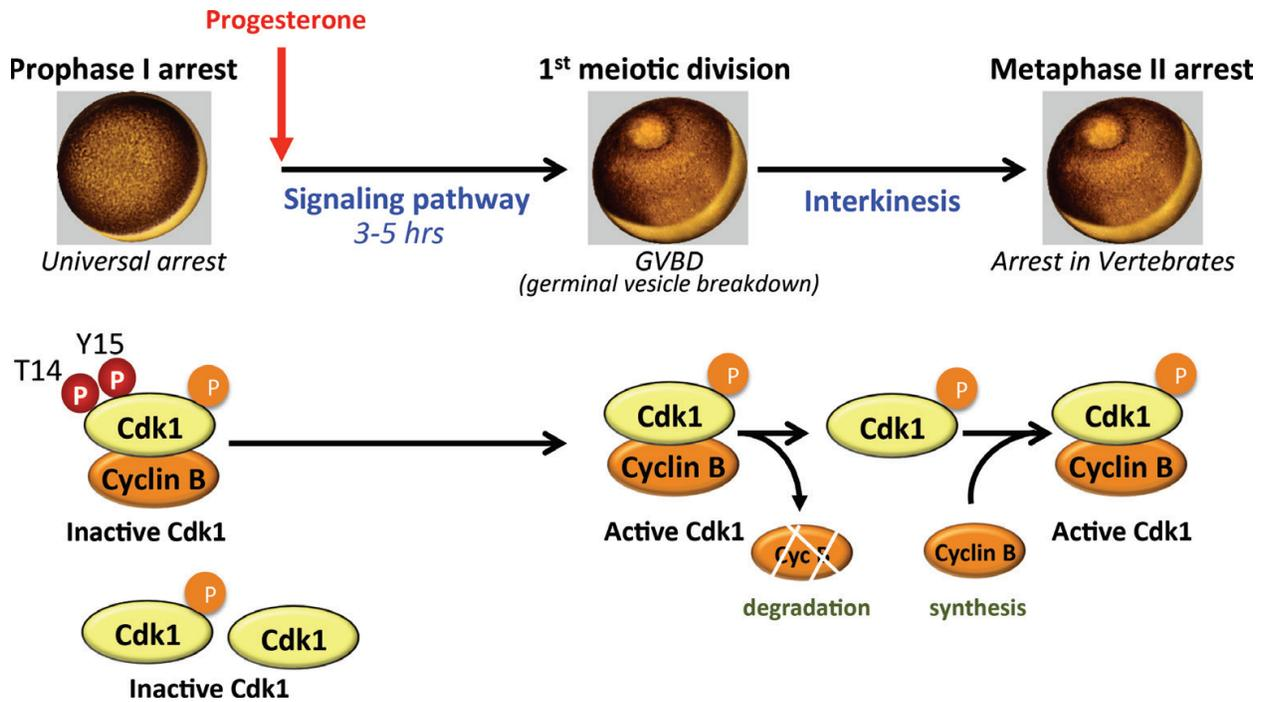 Progesterone
Prophase I arrest
1st meiotic division
Metaphase II arrest
Signaling pathway
3-5 hrs
Interkinesis
Universal arrest
GVBD
(germinal vesicle breakdown)
Arrest in Vertebrates
T14
Y15
P
P
P
Cdk1
Cyclin B
Inactive Cdk1
P
Cdk1
Cyclin B
Active Cdk1
P
Cdk1
P
Cdk1
Cyclin B
Active Cdk1
Cyc B
degradation
Cyclin B
synthesis
P
Cdk1
Cdk1
Inactive Cdk1